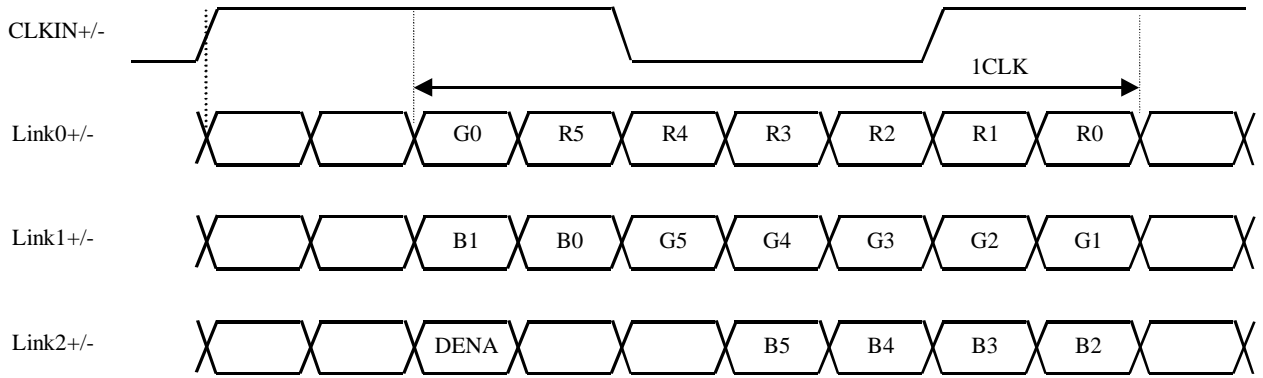 CLKIN+/-
1CLK
Link0+/- G0 R5 R4 R3 R2 R1 R0
Link1+/- B1 B0 G5 G4 G3 G2 G1
Link2+/- DENA B5 B4 B3 B2